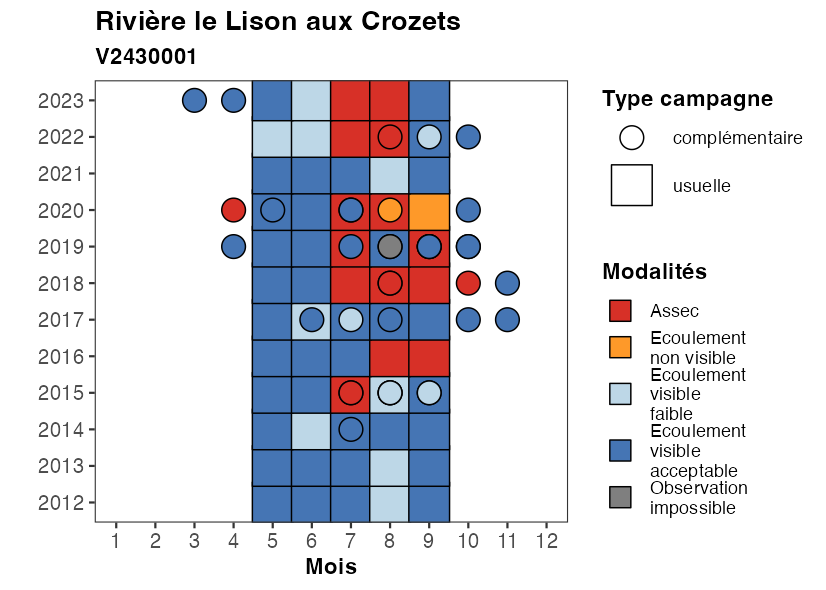 Rivière le Lison aux Crozets
V2430001
2023
2022
2021
2020
2019
2018
2017
2016
2015
2014
2013
2012
1 2 3 4 5 6 7 8 9 10 11 12
Mois
Type campagne
complémentaire
usuelle
Modalités
Assec
Ecoulement
non visible
Ecoulement
visible
faible
Ecoulement
visible
acceptable
Observation
impossible